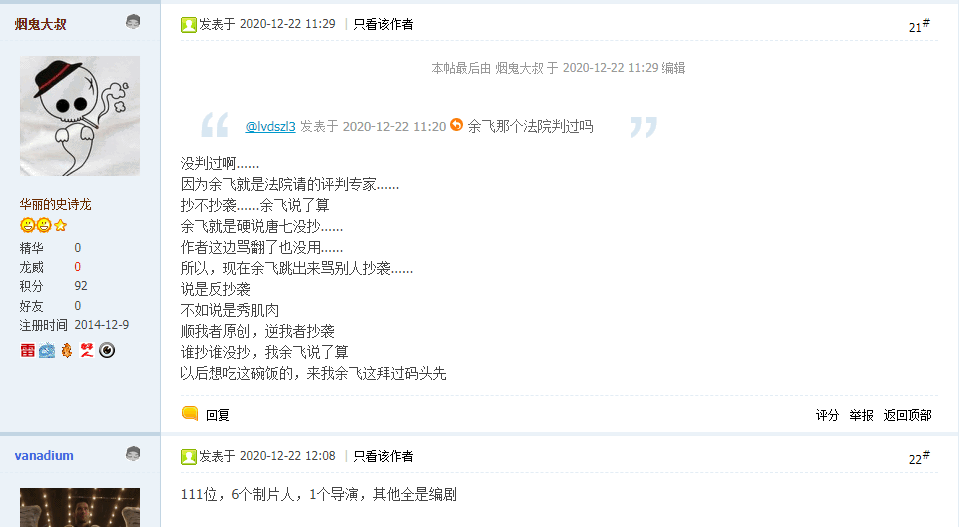 烟鬼大叔
发表于 2020-12-22 11:29 | 只看该作者
21#
本帖最后由 烟鬼大叔 于 2020-12-22 11:29 编辑
“ @lvdszl3 发表于 2020-12-22 11:20 余飞那个法院判过吗 ”
没判过啊......
因为余飞就是法院请的评判专家......
抄不抄袭......余飞说了算
余飞就是硬说唐七没抄......
作者这边骂翻了也没用......
所以，现在余飞跳出来骂别人抄袭......
说是反抄袭
不如说是秀肌肉
顺我者原创，逆我者抄袭
谁抄谁没抄，我余飞说了算
以后想吃这碗饭的，来我余飞这拜过码头先
华丽的史诗龙
精华 0
龙威 0
积分 92
好友 0
注册时间 2014-12-9
雷
回复
评分 举报 返回顶部
vanadium
发表于 2020-12-22 12:08 | 只看该作者
22#
111位，6个制片人，1个导演，其他全是编剧